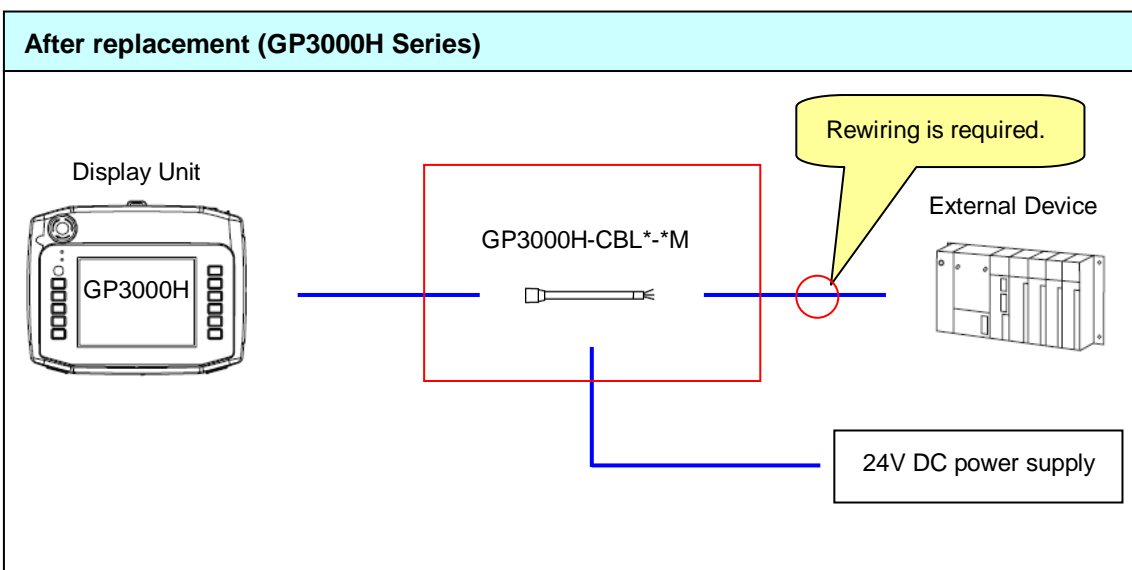 After replacement (GP3000H Series)
Rewiring is required.
Display Unit
External Device
GP3000H-CBL*-*M
GP3000H
24V DC power supply